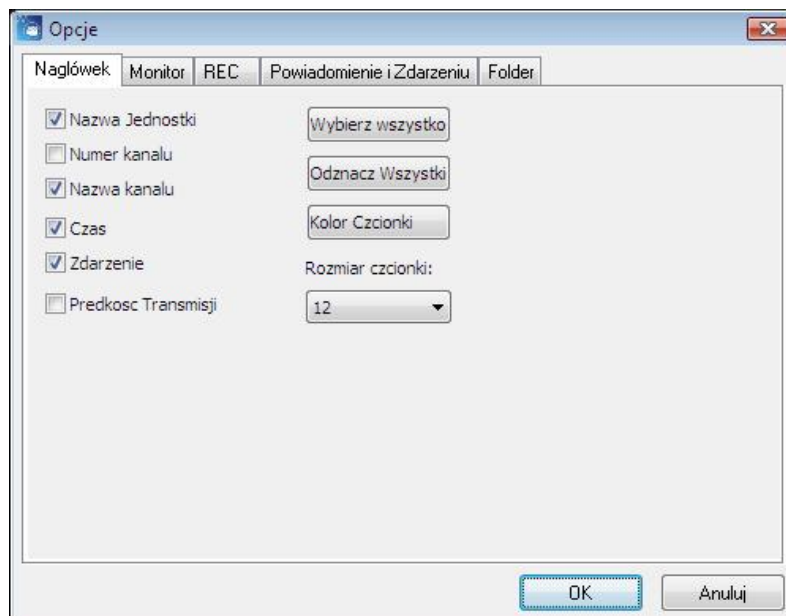 Opcje
Naglówek Monitor REC Powiadomienie i Zdarzeniu Folder
Nazwa Jednostki
Numer kanalu
Nazwa kanalu
Czas
Zdarzenie
Predkosc Transmisji
Wybierz wszystko
Odznacz Wszystki
Kolor Czcionki
Rozmiar czcionki:
12
OK Anuluj